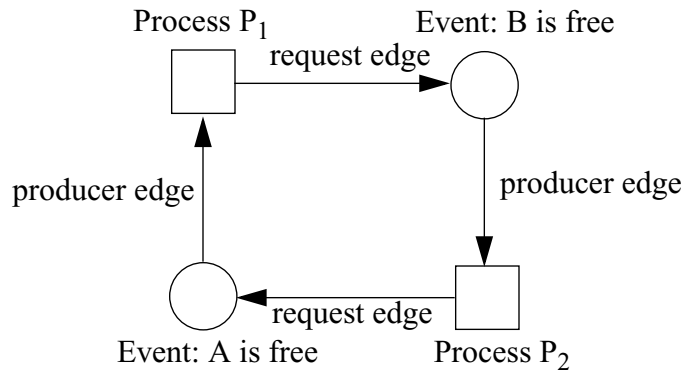 Process P₁
Event: B is free
request edge
producer edge
producer edge
request edge
Event: A is free
Process P₂